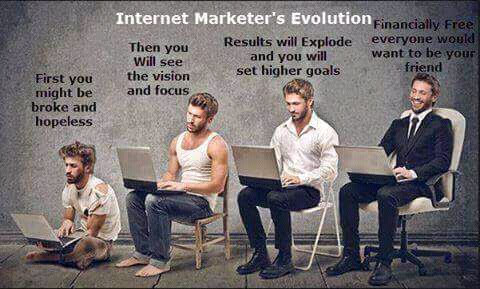 Internet Marketer's Evolution
First you
might be
broke and
hopeless
Then you
Will see
the vision
and focus
Results will Explode
and you will
set higher goals
Financially Free
everyone would
want to be your
friend